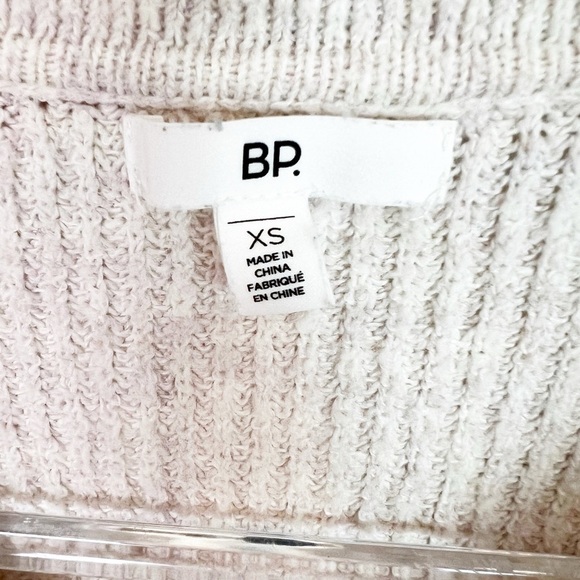 BP.
XS
MADE IN
CHINA
FABRIQUÉ
EN CHINE